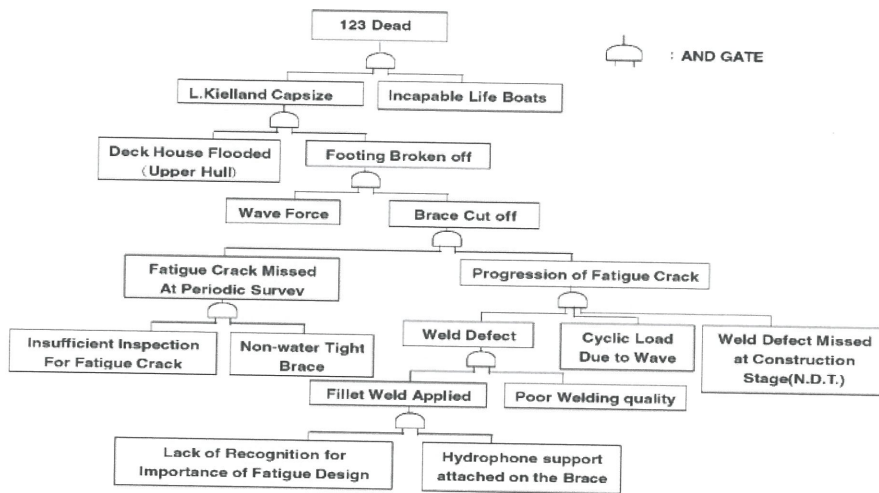 123 Dead
: AND GATE
L.Kielland Capsize
Incapable Life Boats
Deck House Flooded
(Upper Hull)
Footing Broken off
Wave Force
Brace Cut off
Fatigue Crack Missed
At Periodic Survev
Progression of Fatigue Crack
Insufficient Inspection
For Fatigue Crack
Non-water Tight
Brace
Weld Defect
Cyclic Load
Due to Wave
Weld Defect Missed
at Construction
Stage(N.D.T.)
Fillet Weld Applied
Poor Welding quality
Lack of Recognition for
Importance of Fatigue Design
Hydrophone support
attached on the Brace